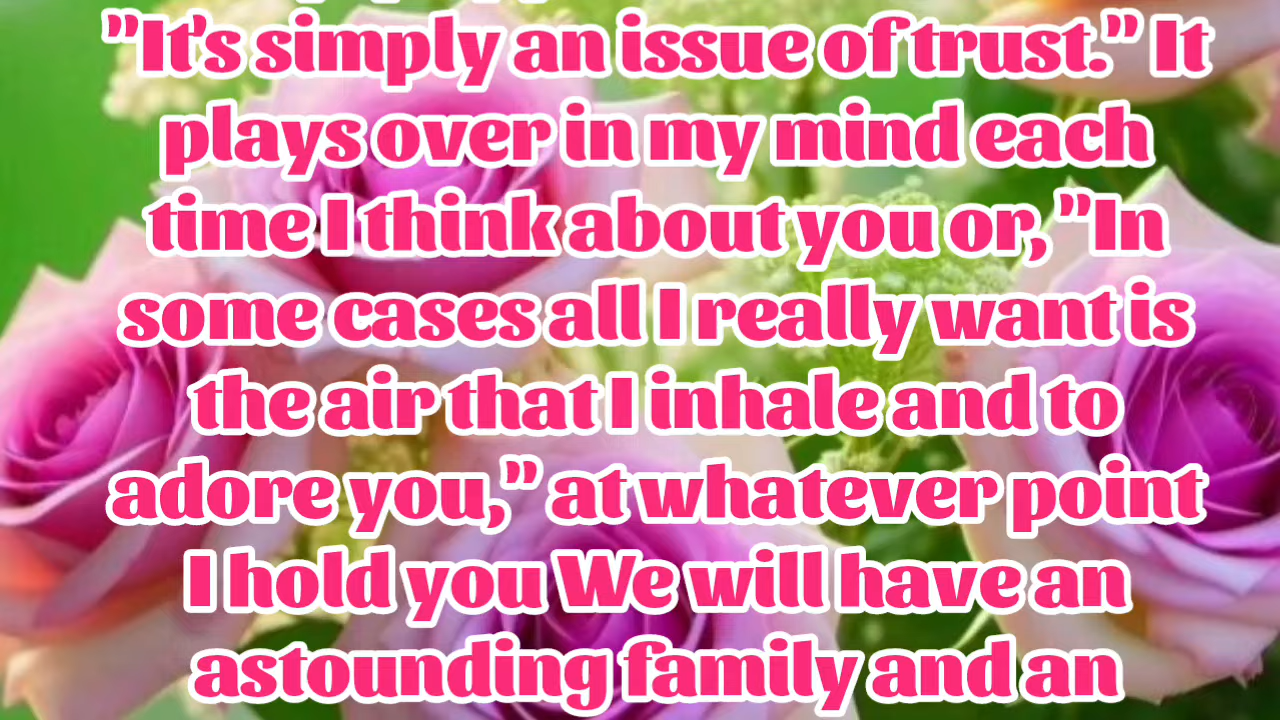 "It's simply an issue of trust." It
plays over in my mind each
time I think about you or, "In
some cases all I really want is
the air that I inhale and to
adore you," at whatever point
I hold you We will have an
astounding family and an